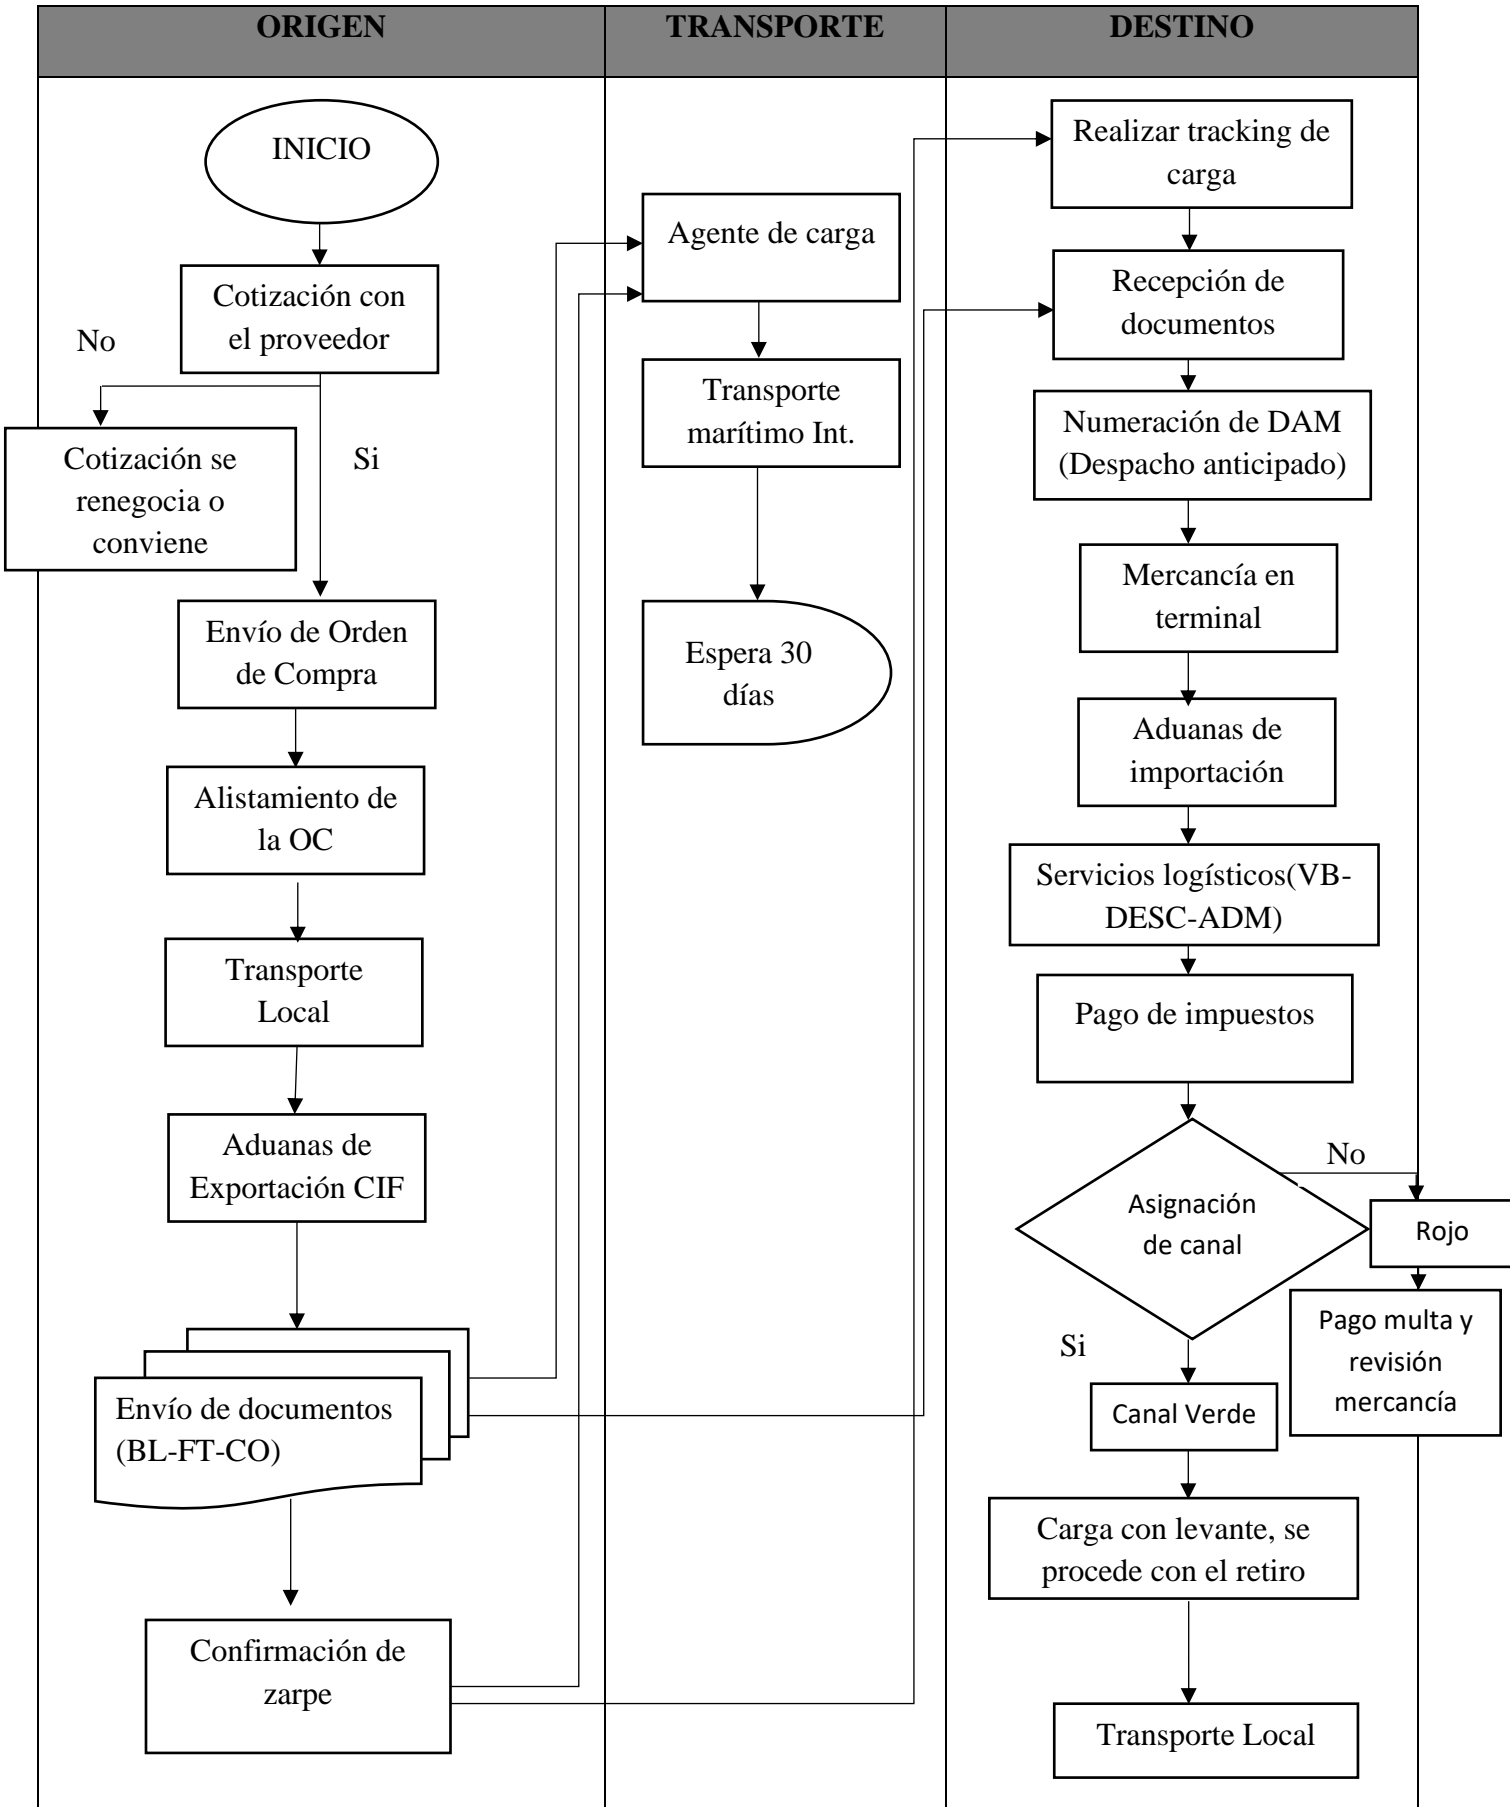 ORIGEN
TRANSPORTE
DESTINO
INICIO
Cotización con
el proveedor
No
Cotización se
renegocia o
conviene
Si
Envío de Orden
de Compra
Alistamiento de
la OC
Transporte
Local
Aduanas de
Exportación CIF
Envío de documentos
(BL-FT-CO)
Confirmación de
zarpe
Agente de carga
Transporte
marítimo Int.
Espera 30
días
Realizar tracking de
carga
Recepción de
documentos
Numeración de DAM
(Despacho anticipado)
Mercancía en
terminal
Aduanas de
importación
Servicios logísticos(VB-
DESC-ADM)
Pago de impuestos
Asignación
de canal
No
Rojo
Pago multa y
revisión
mercancía
Si
Canal Verde
Carga con levante, se
procede con el retiro
Transporte Local